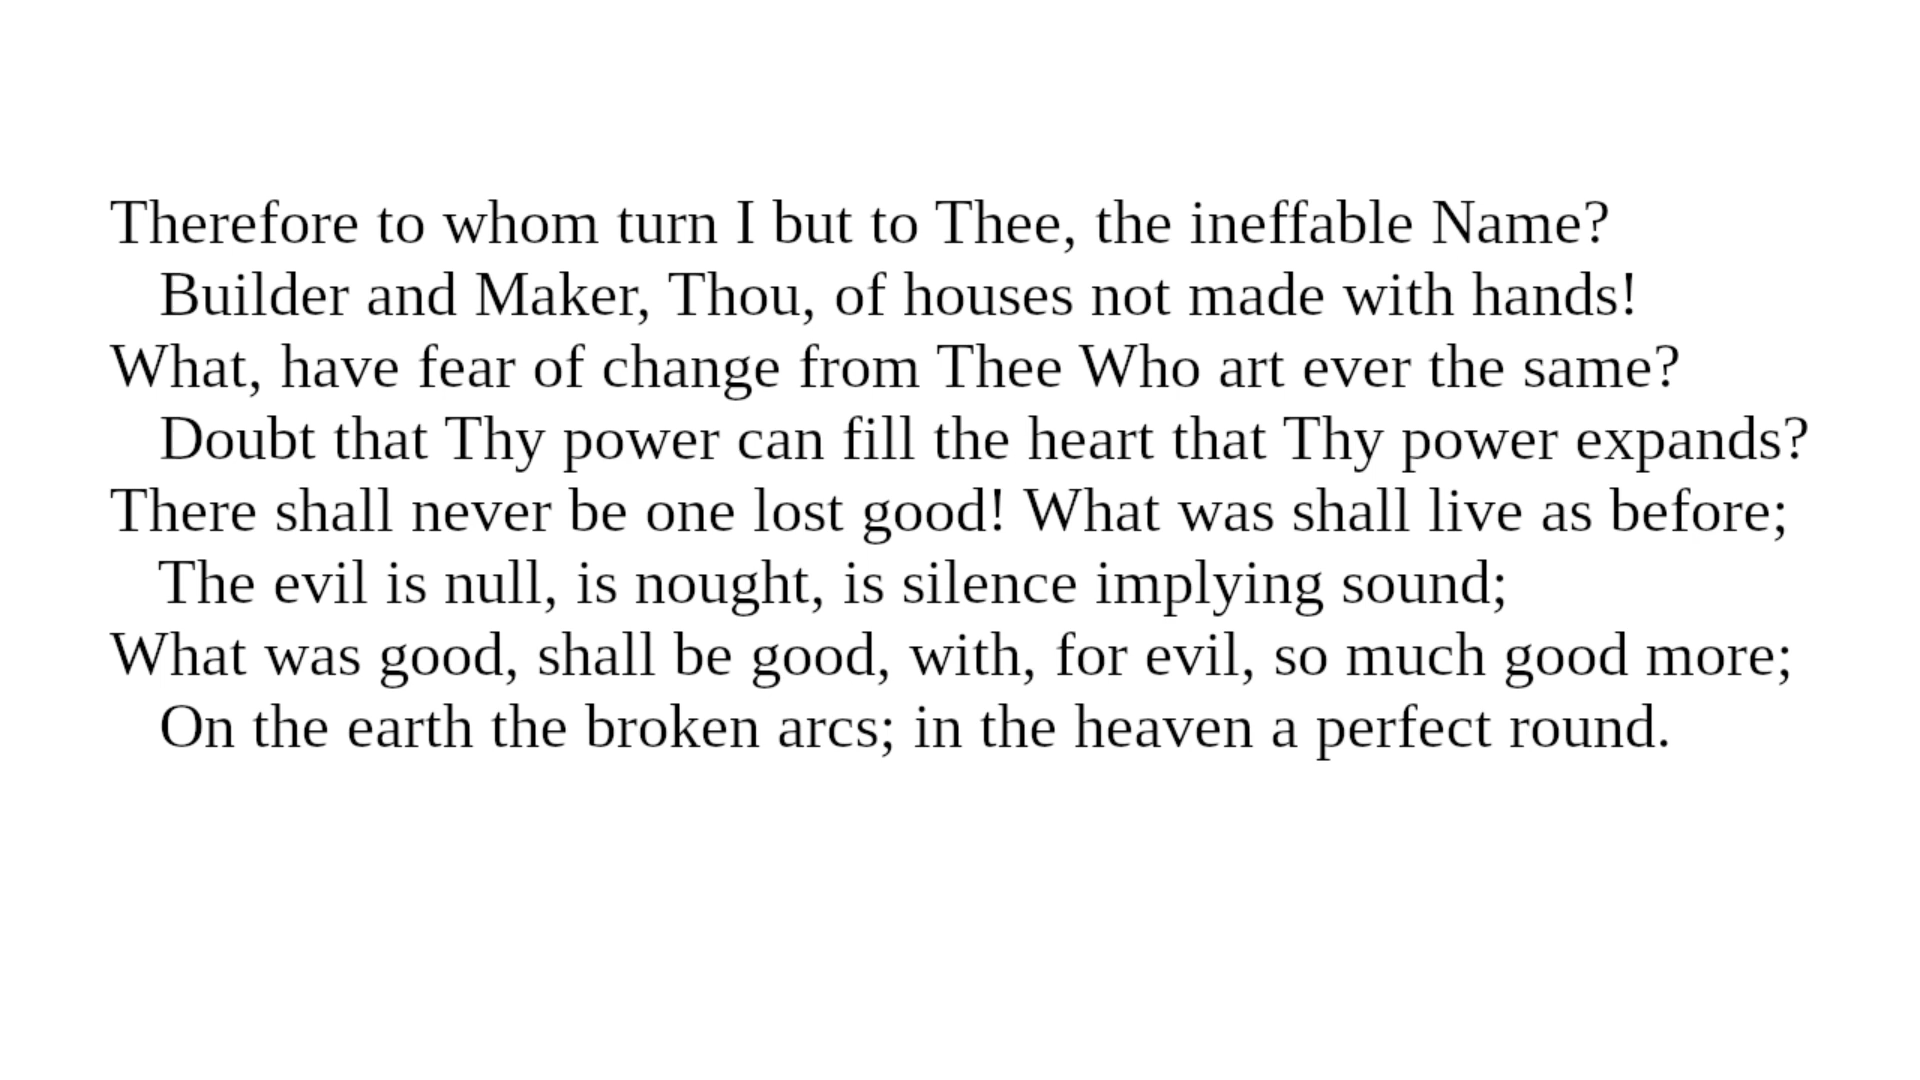 Therefore to whom turn I but to Thee, the ineffable Name?
Builder and Maker, Thou, of houses not made with hands!
What, have fear of change from Thee Who art ever the same?
Doubt that Thy power can fill the heart that Thy power expands?
There shall never be one lost good! What was shall live as before;
The evil is null, is nought, is silence implying sound;
What was good, shall be good, with, for evil, so much good more;
On the earth the broken arcs; in the heaven a perfect round.